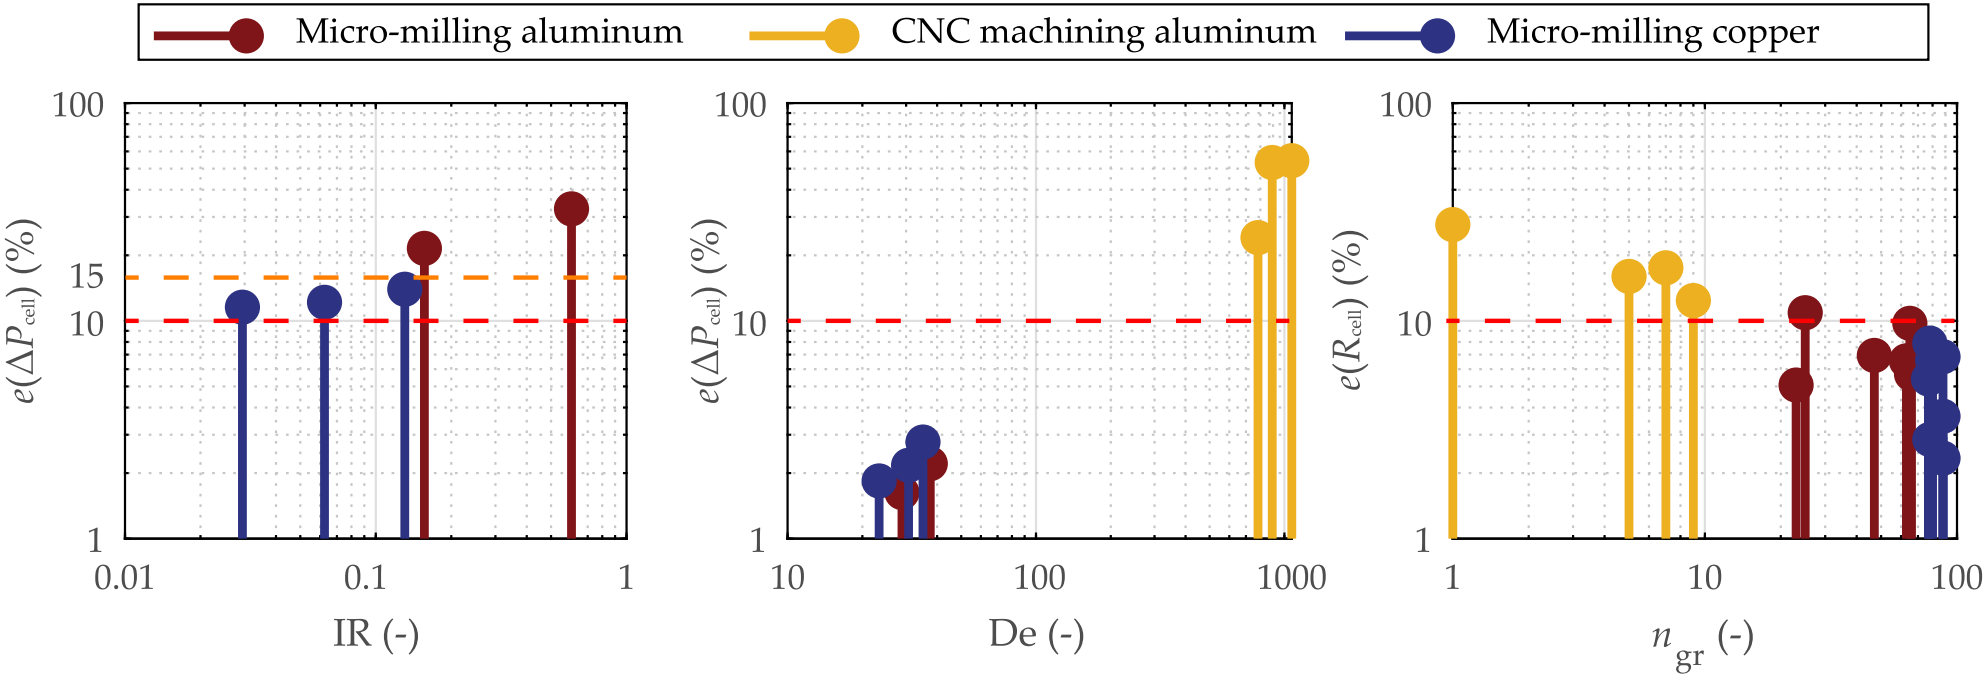 Micro-milling aluminum
CNC machining aluminum
Micro-milling copper
100
15
10
1
0.01
0.1
1
e(ΔPcell) (%)
IR (-)
100
10
1
10
100
1000
e(ΔPcell) (%)
De (-)
100
10
1
1
10
100
e(Rcell) (%)
ngr (-)